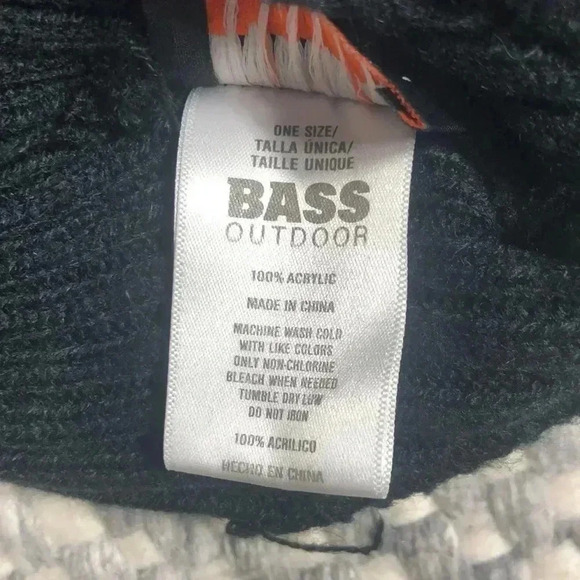 ONE SIZE/
TALLA ÚNICA/
TAILLE UNIQUE
BASS
OUTDOOR
100% ACRYLIC
MADE IN CHINA
MACHINE WASH COLD
WITH LIKE COLORS
ONLY NON-CHLORINE
BLEACH WHEN NEEDED
TUMBLE DRY LOW
DO NOT IRON
100% ACRILICO
HECHO EN CHINA